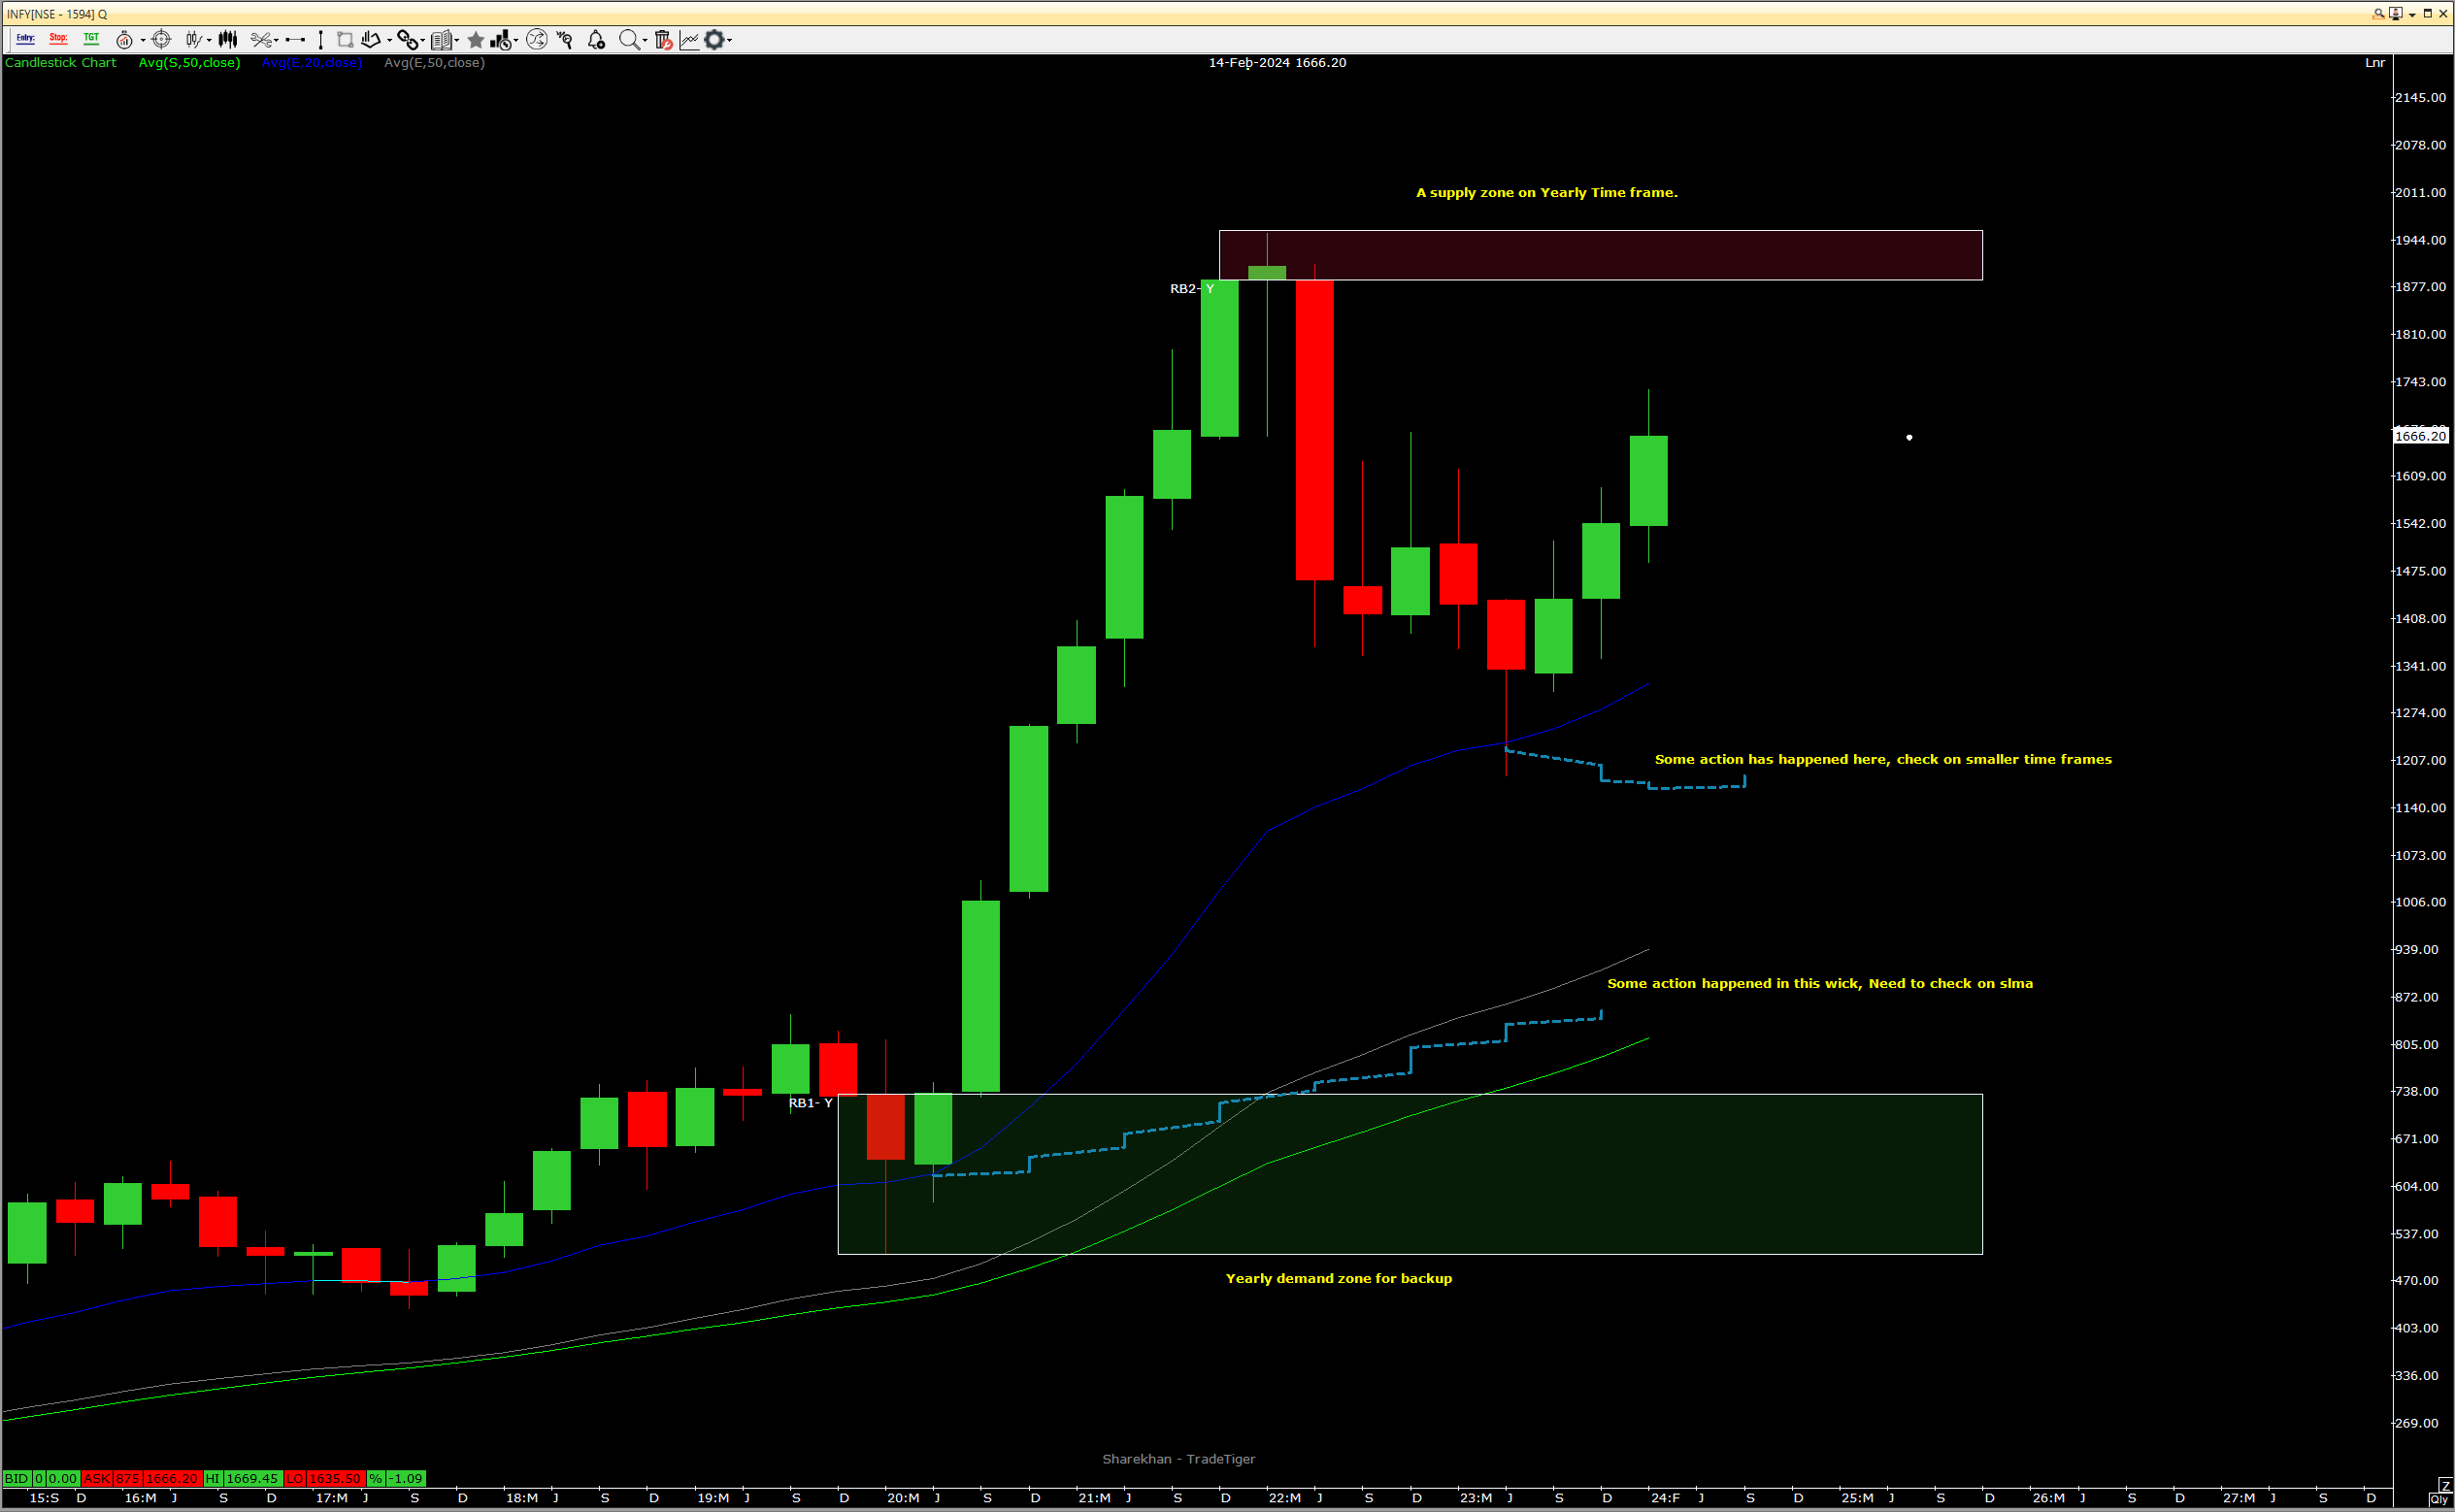 INFY[NSE - 1594] Q
Entry: Stop: TGT
Candlestick Chart Avg(S,50,close) Avg(E,20,close) Avg(E,50,close) 14-Feb-2024 1666.20 Lnr
2145.00
2078.00
A supply zone on Yearly Time frame.
2011.00
1944.00
RB2- Y
1877.00
1810.00
1743.00
1666.20
1609.00
1542.00
1475.00
1408.00
1341.00
1274.00
Some action has happened here, check on smaller time frames
1207.00
1140.00
1073.00
1006.00
939.00
Some action happened in this wick, Need to check on slma
872.00
805.00
738.00
RB1- Y
671.00
604.00
537.00
Yearly demand zone for backup
470.00
403.00
336.00
269.00
Sharekhan - TradeTiger
BID 0 0.00 ASK 875 1666.20 HI 1669.45 LO 1635.50 % -1.09
Z
15:S D 16:M J S D 17:M J S D 18:M J S D 19:M J S D 20:M J S D 21:M J S D 22:M J S D 23:M J S D 24:F J S D 25:M J S D 26:M J S D 27:M J S D
Qly